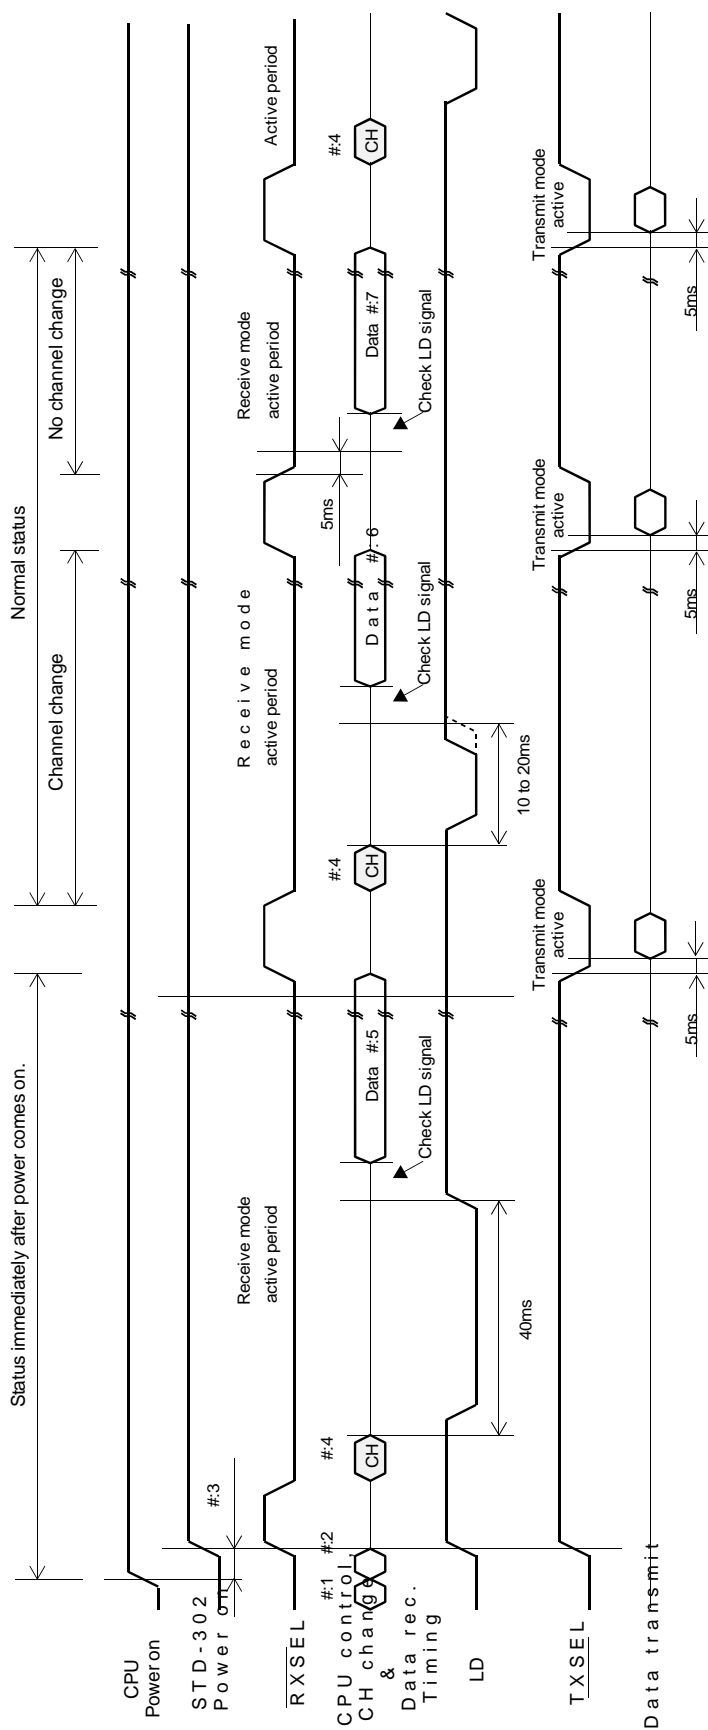 Status immediately after power comes on.
Normal status
Channel change
No channel change
CPU
Power on
STD-302
Power on
#:3
RXSEL
Receive mode
active period
Receive mode
active period
Receive mode
active period
Active period
CPU control,
CH change
&
Data rec.
Timing
#:1
#:2
#:4
CH
Data #:5
#:4
CH
Data #:6
5ms
Data #:7
#:4
CH
Check LD signal
Check LD signal
Check LD signal
LD
40ms
10 to 20ms
TXSEL
Transmit mode
active
Transmit mode
active
Transmit mode
active
Data transmit
5ms
5ms
5ms